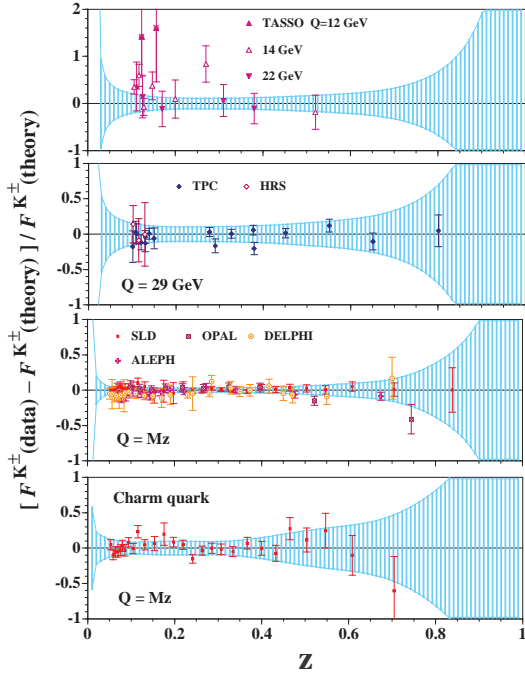 [ F K± (data) − F K± (theory) ] / F K± (theory)
2
1
0
-1
TASSO Q=12 GeV
14 GeV
22 GeV
1
0.5
0
-0.5
-1
TPC HRS
Q = 29 GeV
1
0.5
0
-0.5
-1
SLD OPAL DELPHI
ALEPH
Q = Mz
1
0.5
0
-0.5
-1
Charm quark
Q = Mz
0 0.2 0.4 0.6 0.8 1
z